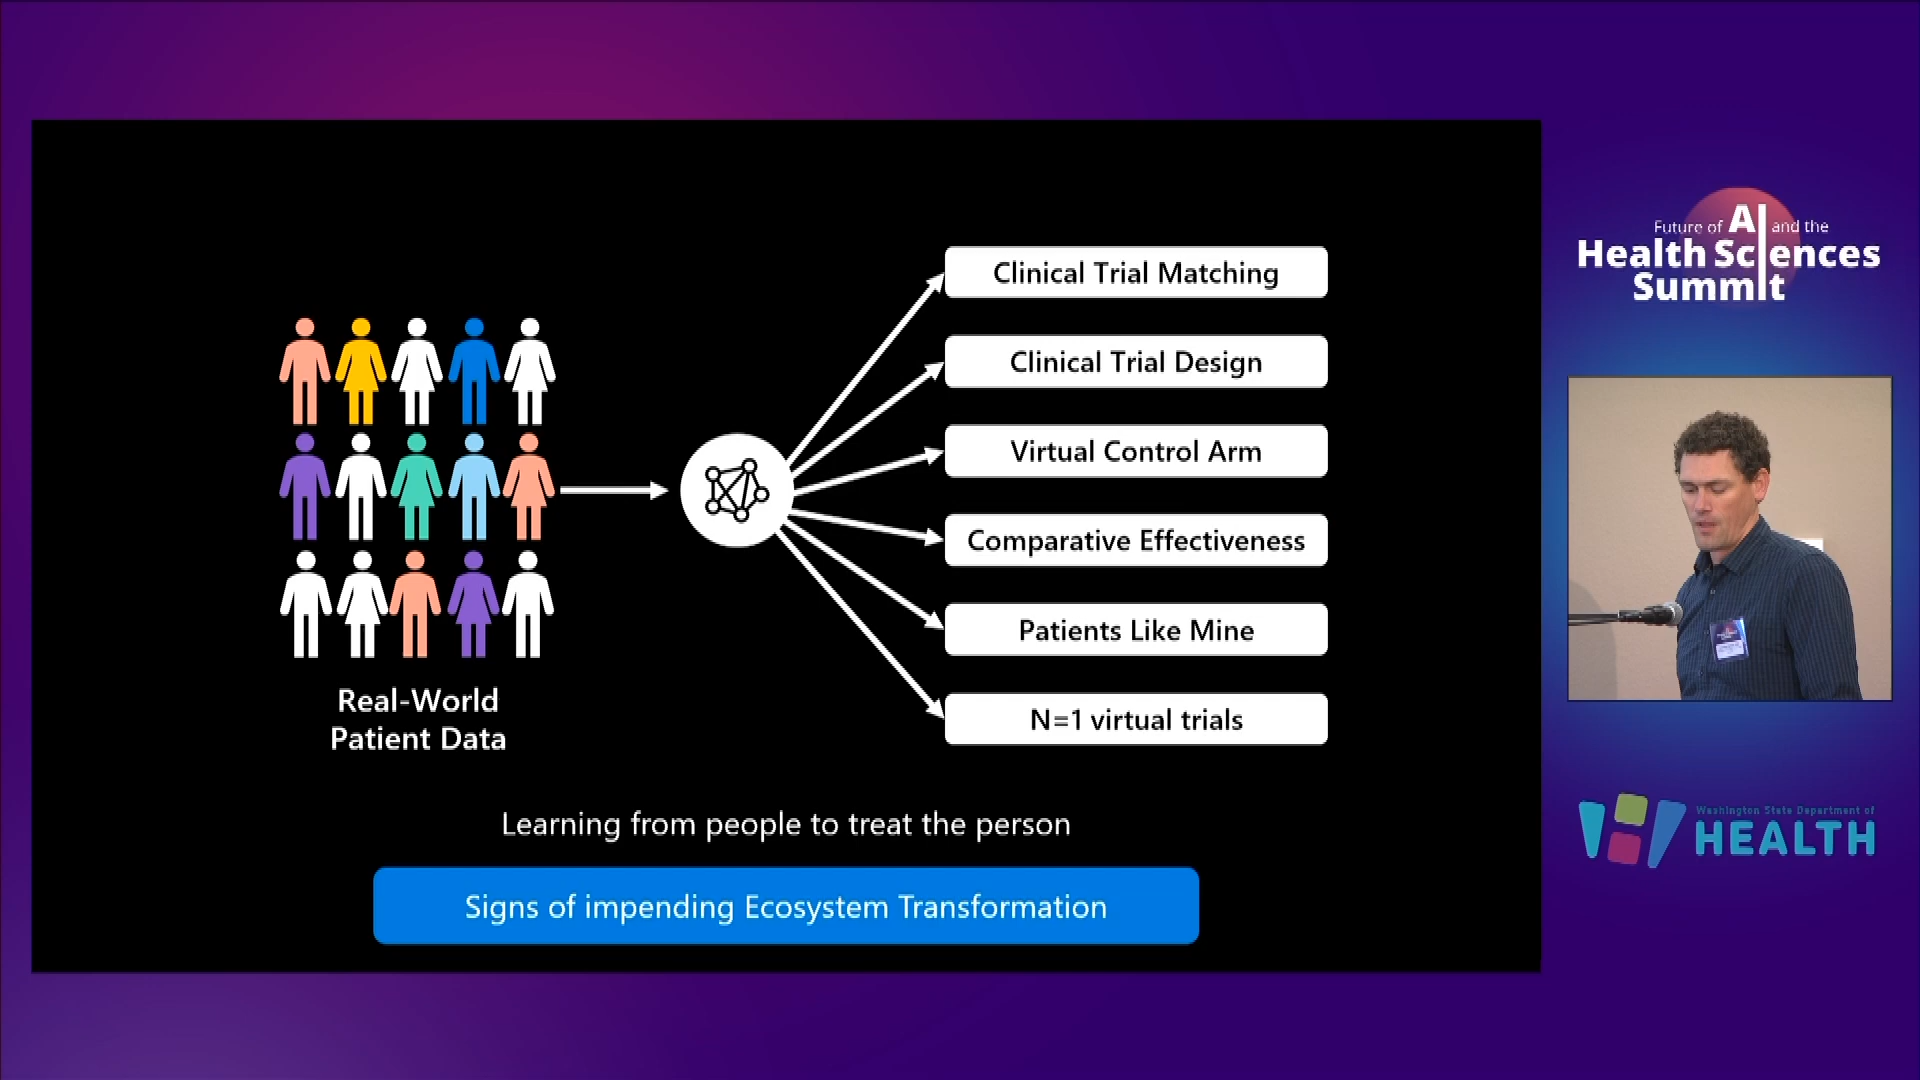 Clinical Trial Matching
Clinical Trial Design
Virtual Control Arm
Comparative Effectiveness
Patients Like Mine
N=1 virtual trials
Real-World
Patient Data
Learning from people to treat the person
Signs of impending Ecosystem Transformation
Future of AI and the
Health Sciences
Summit
Washington State Department of
HEALTH